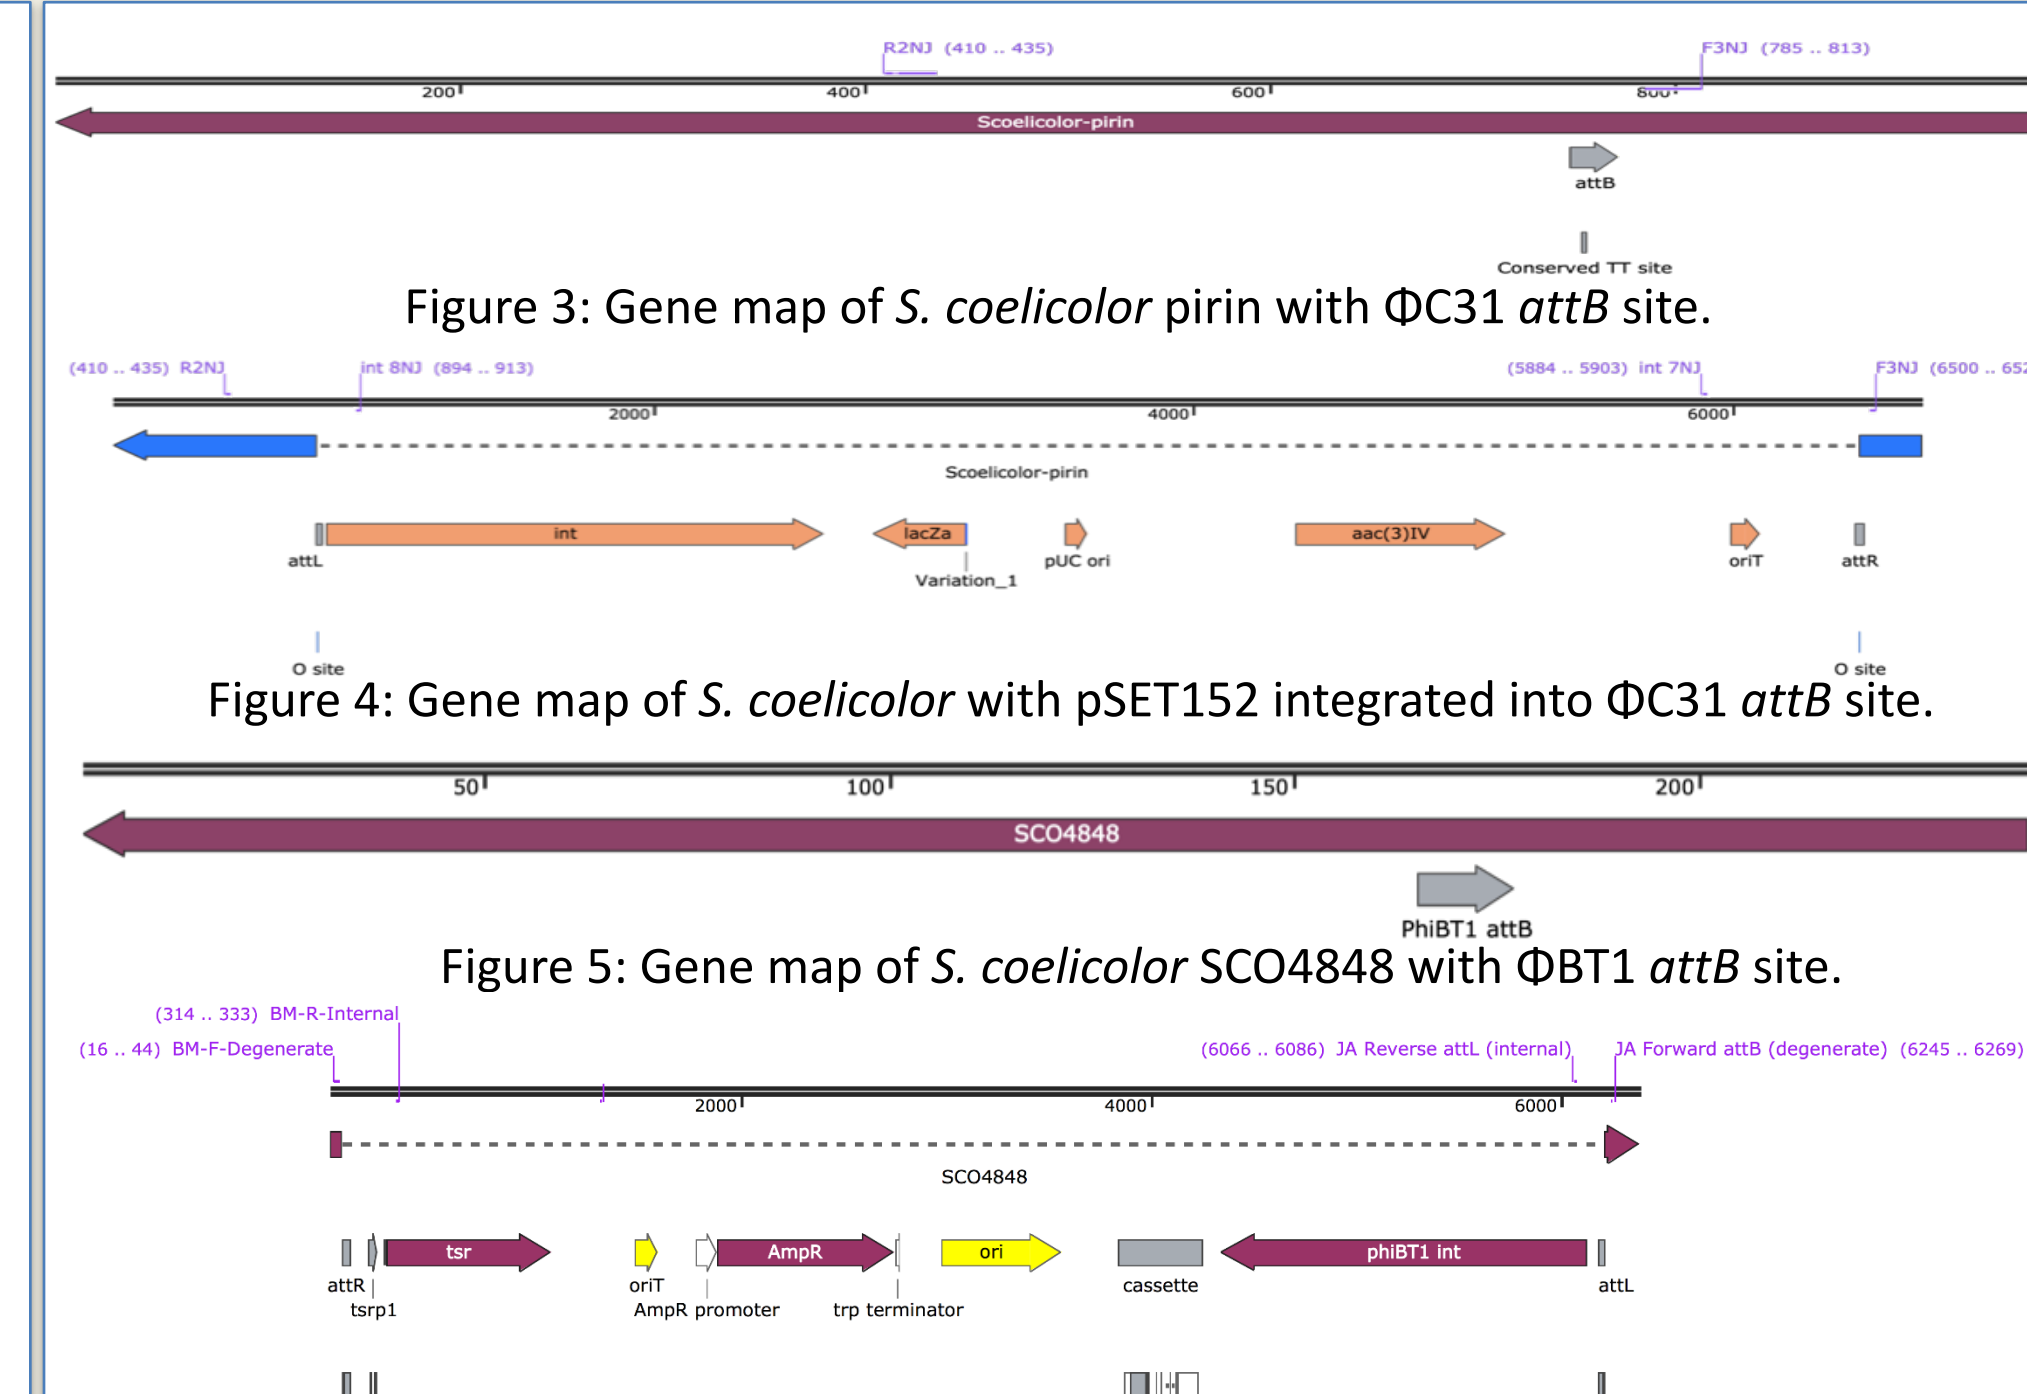 R2NJ (410 .. 435) F3NJ (785 .. 813)
200 400 600 800
Scoelicolor-pirin
attB
Conserved TT site
Figure 3: Gene map of S. coelicolor pirin with ΦC31 attB site.
(410 .. 435) R2NJ int 8NJ (894 .. 913) (5884 .. 5903) int 7NJ F3NJ (6500 .. 652
2000 4000 6000
Scoelicolor-pirin
int lacZa aac(3)IV
attL pUC ori oriT attR
Variation_1
O site O site
Figure 4: Gene map of S. coelicolor with pSET152 integrated into ΦC31 attB site.
50 100 150 200
SCO4848
PhiBT1 attB
Figure 5: Gene map of S. coelicolor SCO4848 with ΦBT1 attB site.
(314 .. 333) BM-R-Internal
(16 .. 44) BM-F-Degenerate (6066 .. 6086) JA Reverse attL (internal) JA Forward attB (degenerate) (6245 .. 6269)
2000 4000 6000
SCO4848
tsr AmpR ori phiBT1 int
attR oriT cassette attL
tsrp1 AmpR promoter trp terminator